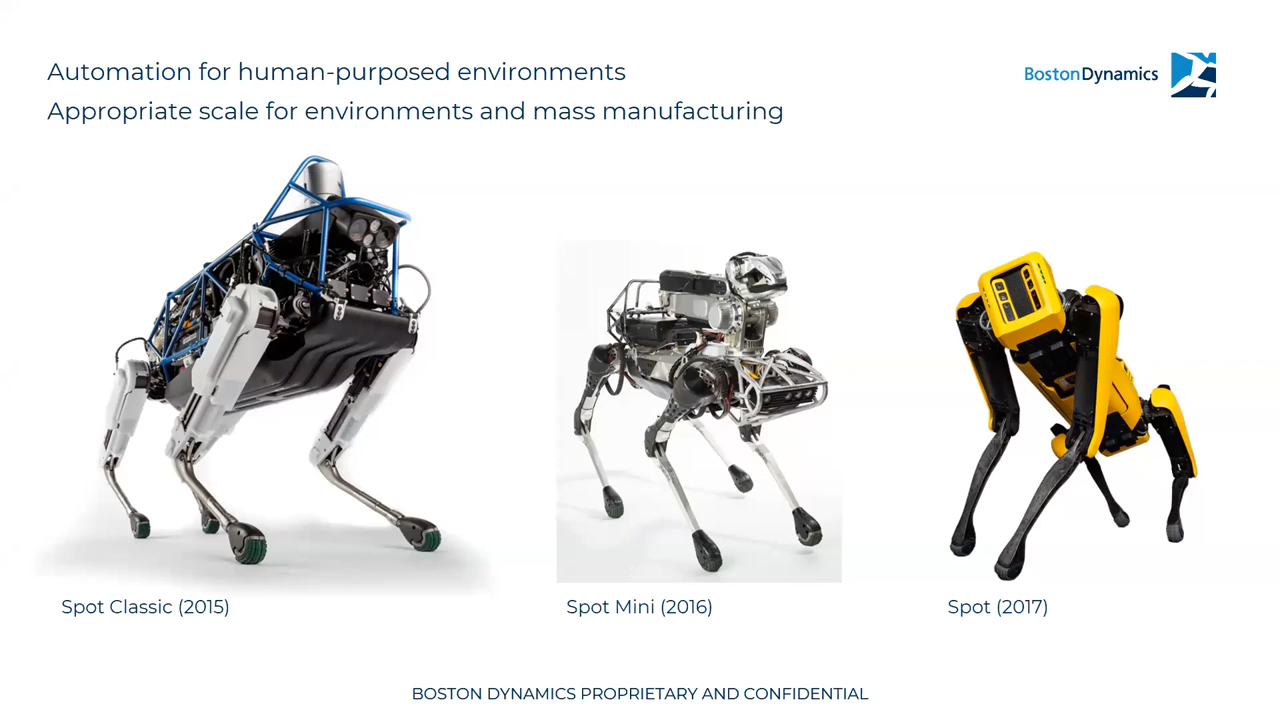 Automation for human-purposed environments
Appropriate scale for environments and mass manufacturing
BostonDynamics
Spot Classic (2015)
Spot Mini (2016)
Spot (2017)
BOSTON DYNAMICS PROPRIETARY AND CONFIDENTIAL